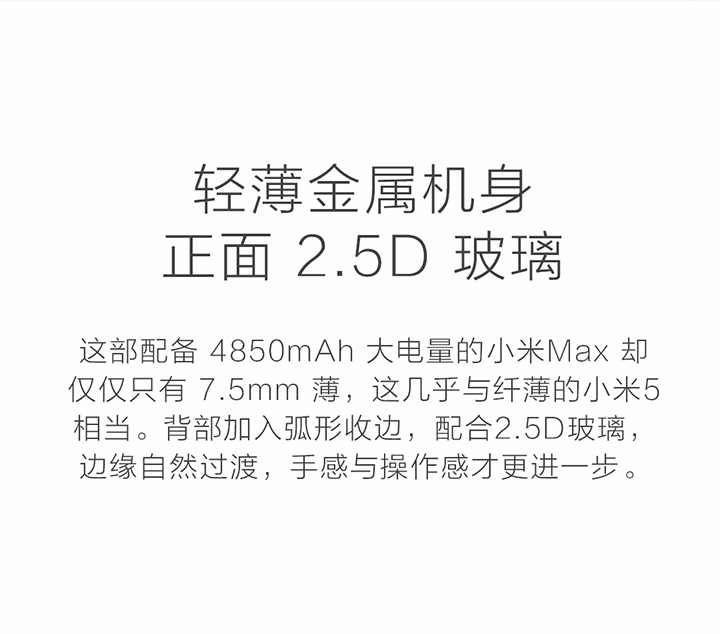 轻薄金属机身
正面 2.5D 玻璃
这部配备 4850mAh 大电量的小米Max 却
仅仅只有 7.5mm 薄，这几乎与纤薄的小米5
相当。背部加入弧形收边，配合2.5D玻璃，
边缘自然过渡，手感与操作感才更进一步。